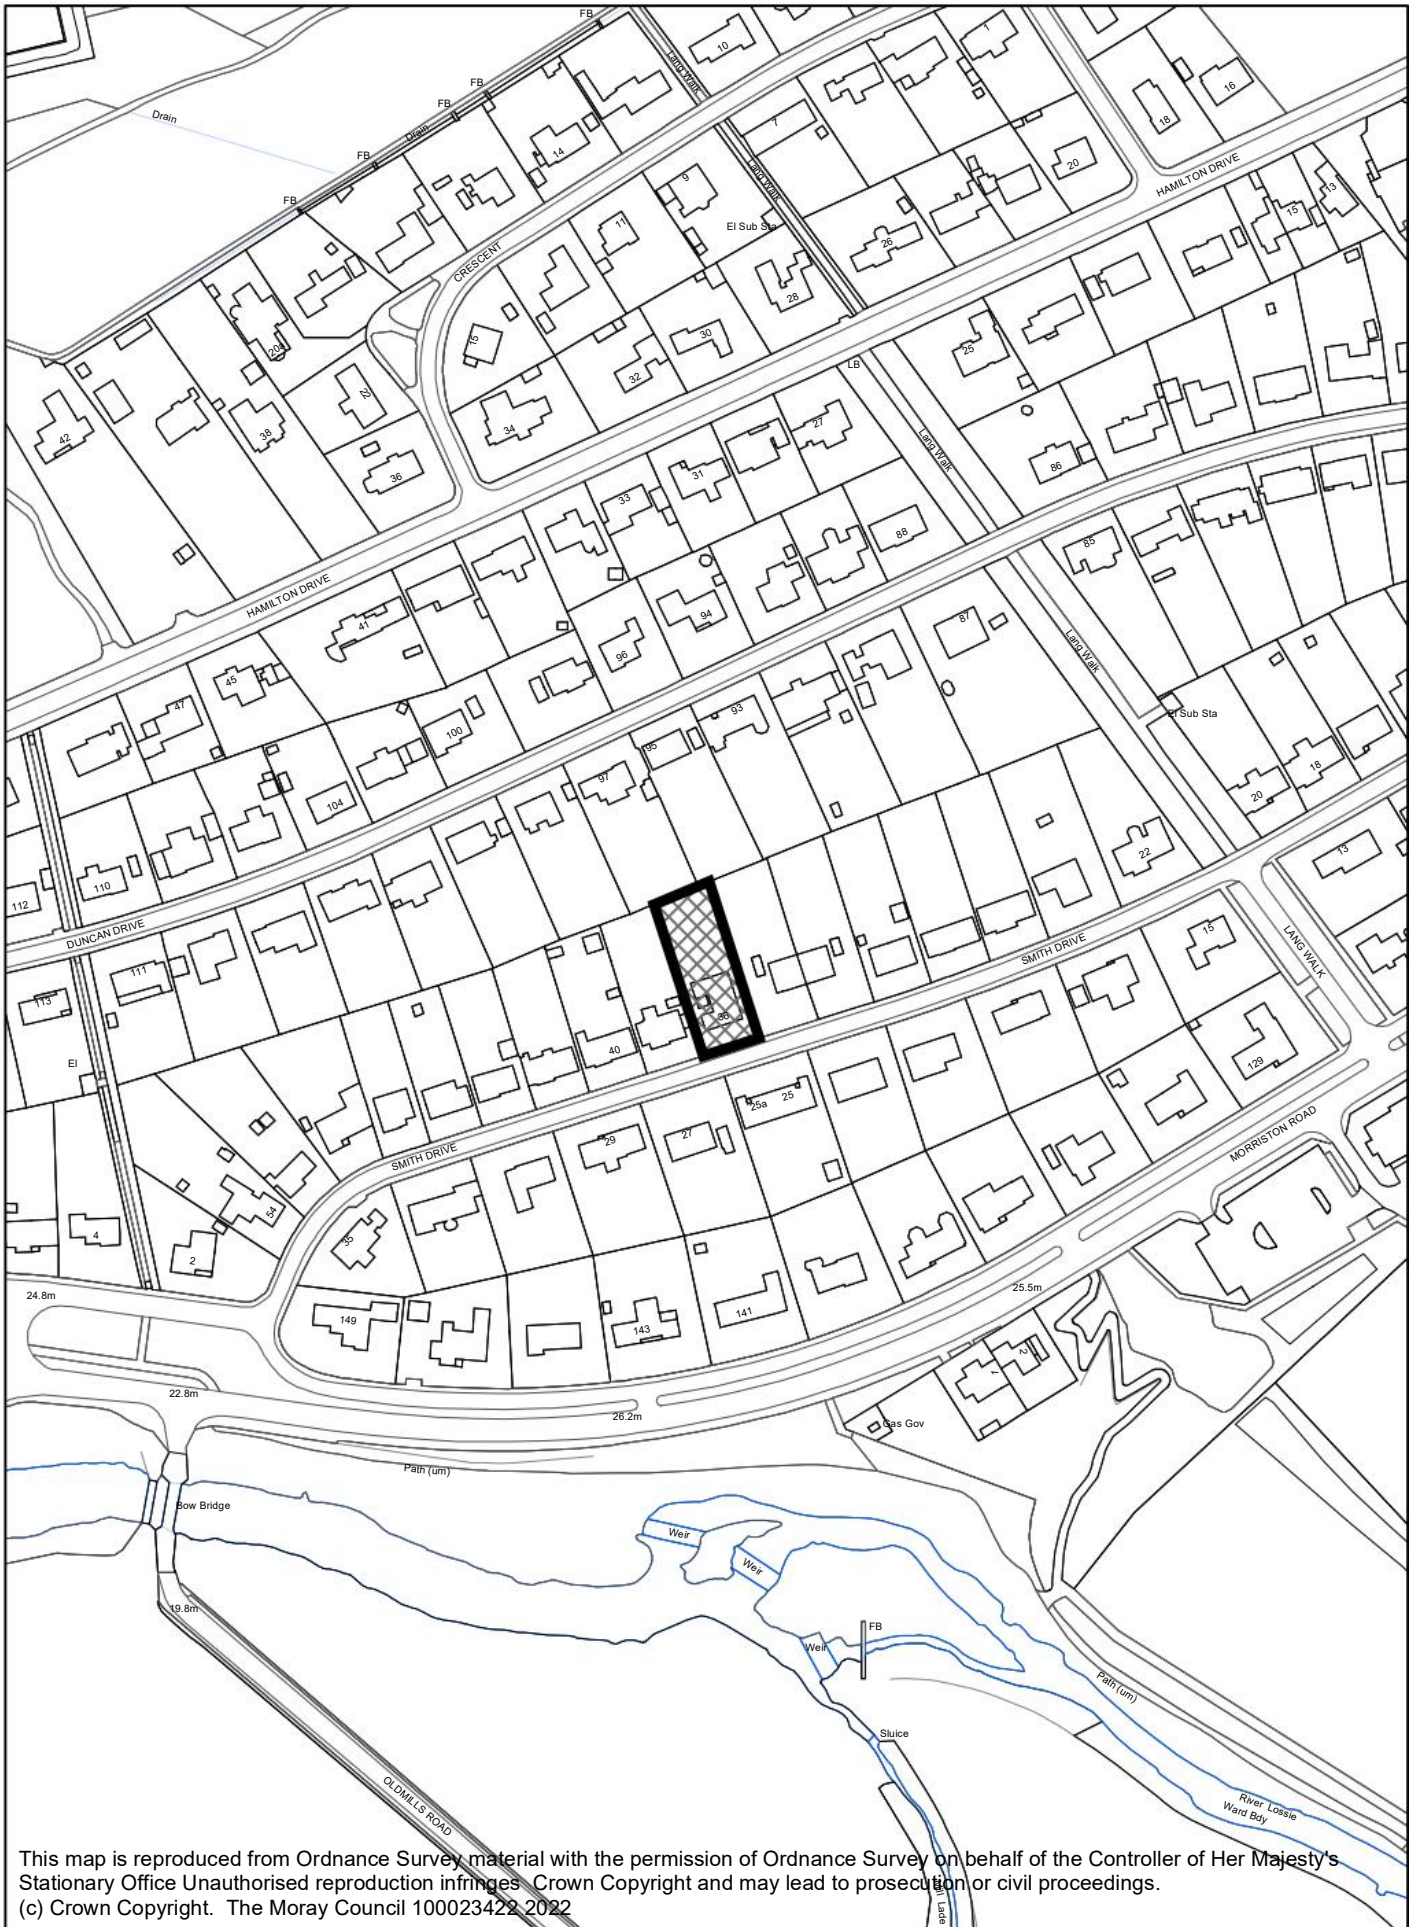 FB
Lang Walk
10
1
FB
16
FB
18
Drain
7
Drain
14
FB
20
HAMILTON DRIVE
Lang Walk
9
13
FB
15
11
El Sub Sta
26
CRESCENT
28
15
30
20a
25
LB
32
22
27
34
38
42
Lang Walk
86
31
36
33
88
85
HAMILTON DRIVE
94
87
41
96
Lang Walk
45
47
93
El Sub Sta
100
95
18
97
20
104
13
22
110
112
DUNCAN DRIVE
15
SMITH DRIVE
LANG WALK
111
113
36
40
El
129
25
25a
27
MORRISTON ROAD
29
SMITH DRIVE
54
4
35
2
24.8m
25.5m
141
149
143
2
1
22.8m
26.2m
Gas Gov
Path (um)
Bow Bridge
Weir
Weir
19.8m
FB
Weir
Path (um)
Sluice
OLDMILLS ROAD
River Lossie
Ward Bdy
This map is reproduced from Ordnance Survey material with the permission of Ordnance Survey on behalf of the Controller of Her Majesty's
Stationary Office Unauthorised reproduction infringes Crown Copyright and may lead to prosecution or civil proceedings.
(c) Crown Copyright. The Moray Council 100023422 2022
Mill Lade